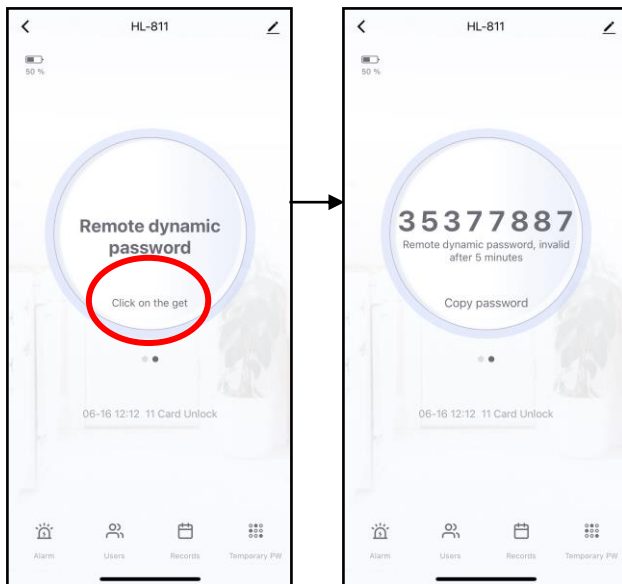 HL-811
50 %
Remote dynamic
password
Click on the get
06-16 12:12 11 Card Unlock
Alarm Users Records Temporary PW
HL-811
50 %
35377887
Remote dynamic password, invalid
after 5 minutes
Copy password
06-16 12:12 11 Card Unlock
Alarm Users Records Temporary PW